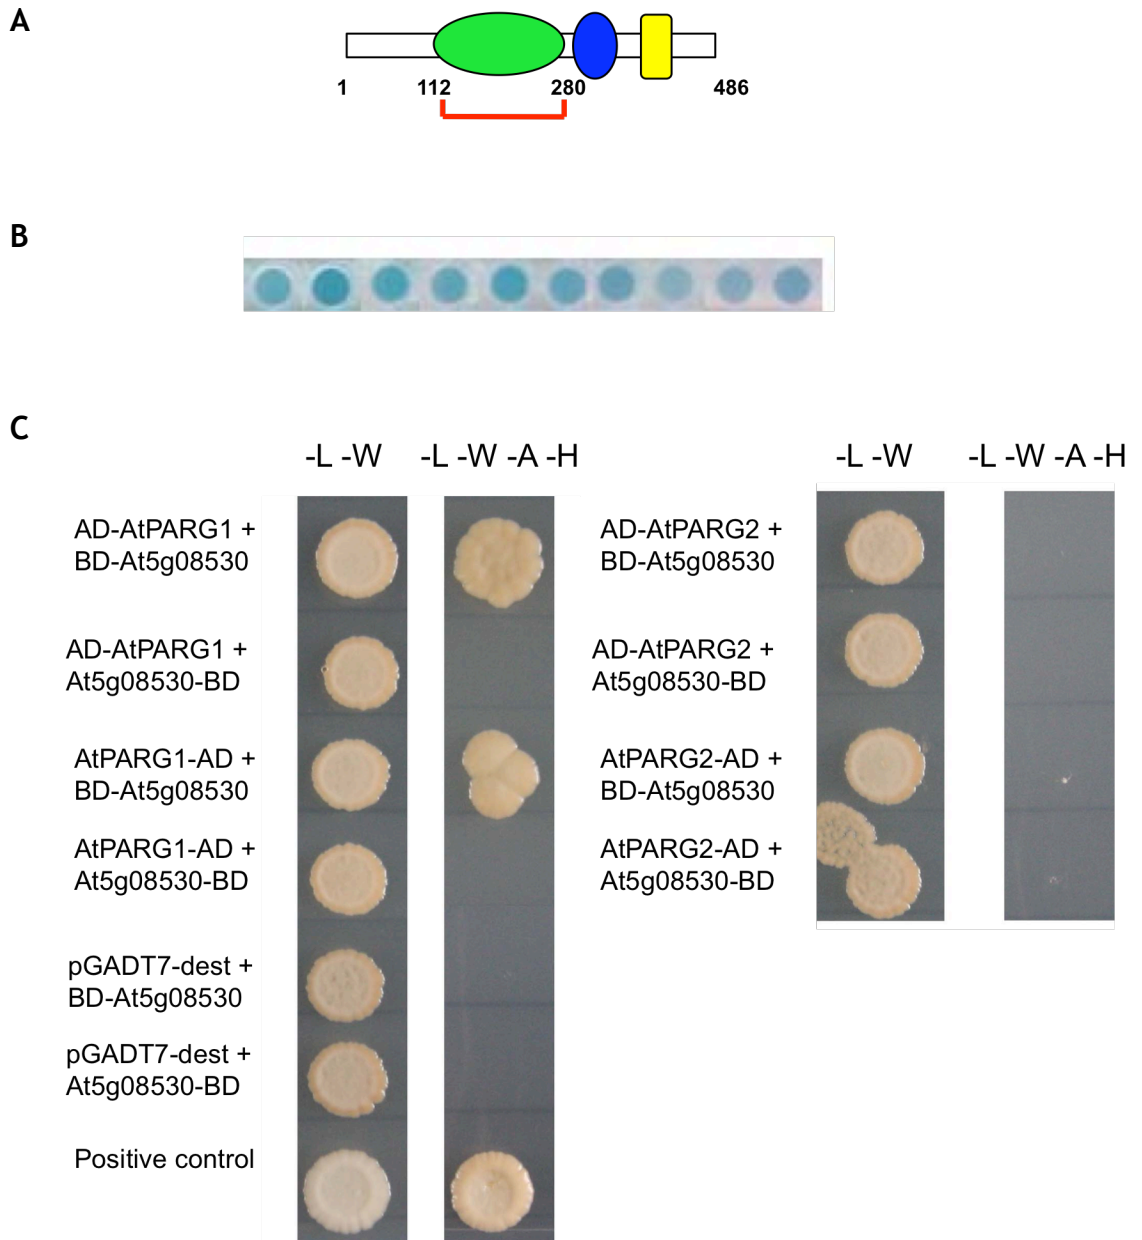 A
1 112 280 486
B
C
-L -W -L -W -A -H
AD-AtPARG1 +
BD-At5g08530
AD-AtPARG1 +
At5g08530-BD
AtPARG1-AD +
BD-At5g08530
AtPARG1-AD +
At5g08530-BD
pGADT7-dest +
BD-At5g08530
pGADT7-dest +
At5g08530-BD
Positive control
-L -W -L -W -A -H
AD-AtPARG2 +
BD-At5g08530
AD-AtPARG2 +
At5g08530-BD
AtPARG2-AD +
BD-At5g08530
AtPARG2-AD +
At5g08530-BD